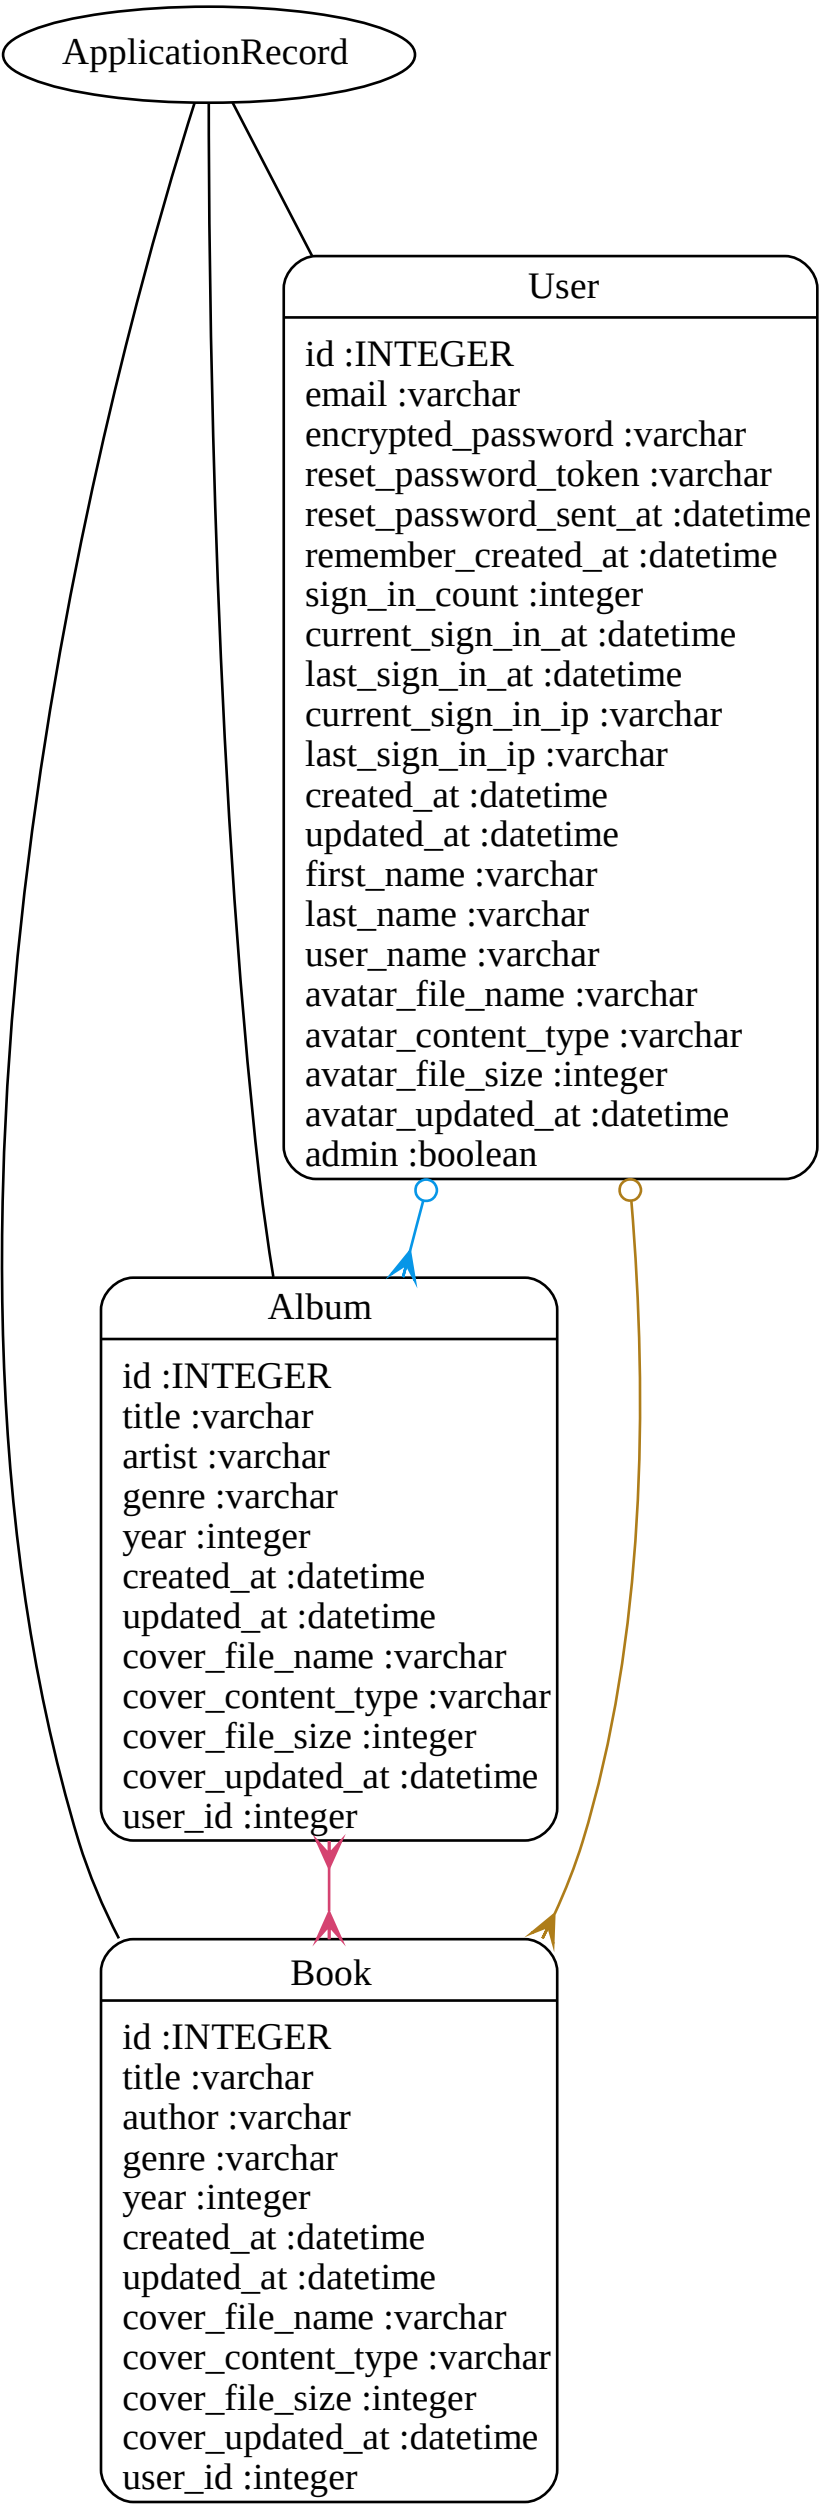 ApplicationRecord
User
id :INTEGER
email :varchar
encrypted_password :varchar
reset_password_token :varchar
reset_password_sent_at :datetime
remember_created_at :datetime
sign_in_count :integer
current_sign_in_at :datetime
last_sign_in_at :datetime
current_sign_in_ip :varchar
last_sign_in_ip :varchar
created_at :datetime
updated_at :datetime
first_name :varchar
last_name :varchar
user_name :varchar
avatar_file_name :varchar
avatar_content_type :varchar
avatar_file_size :integer
avatar_updated_at :datetime
admin :boolean
Album
id :INTEGER
title :varchar
artist :varchar
genre :varchar
year :integer
created_at :datetime
updated_at :datetime
cover_file_name :varchar
cover_content_type :varchar
cover_file_size :integer
cover_updated_at :datetime
user_id :integer
Book
id :INTEGER
title :varchar
author :varchar
genre :varchar
year :integer
created_at :datetime
updated_at :datetime
cover_file_name :varchar
cover_content_type :varchar
cover_file_size :integer
cover_updated_at :datetime
user_id :integer